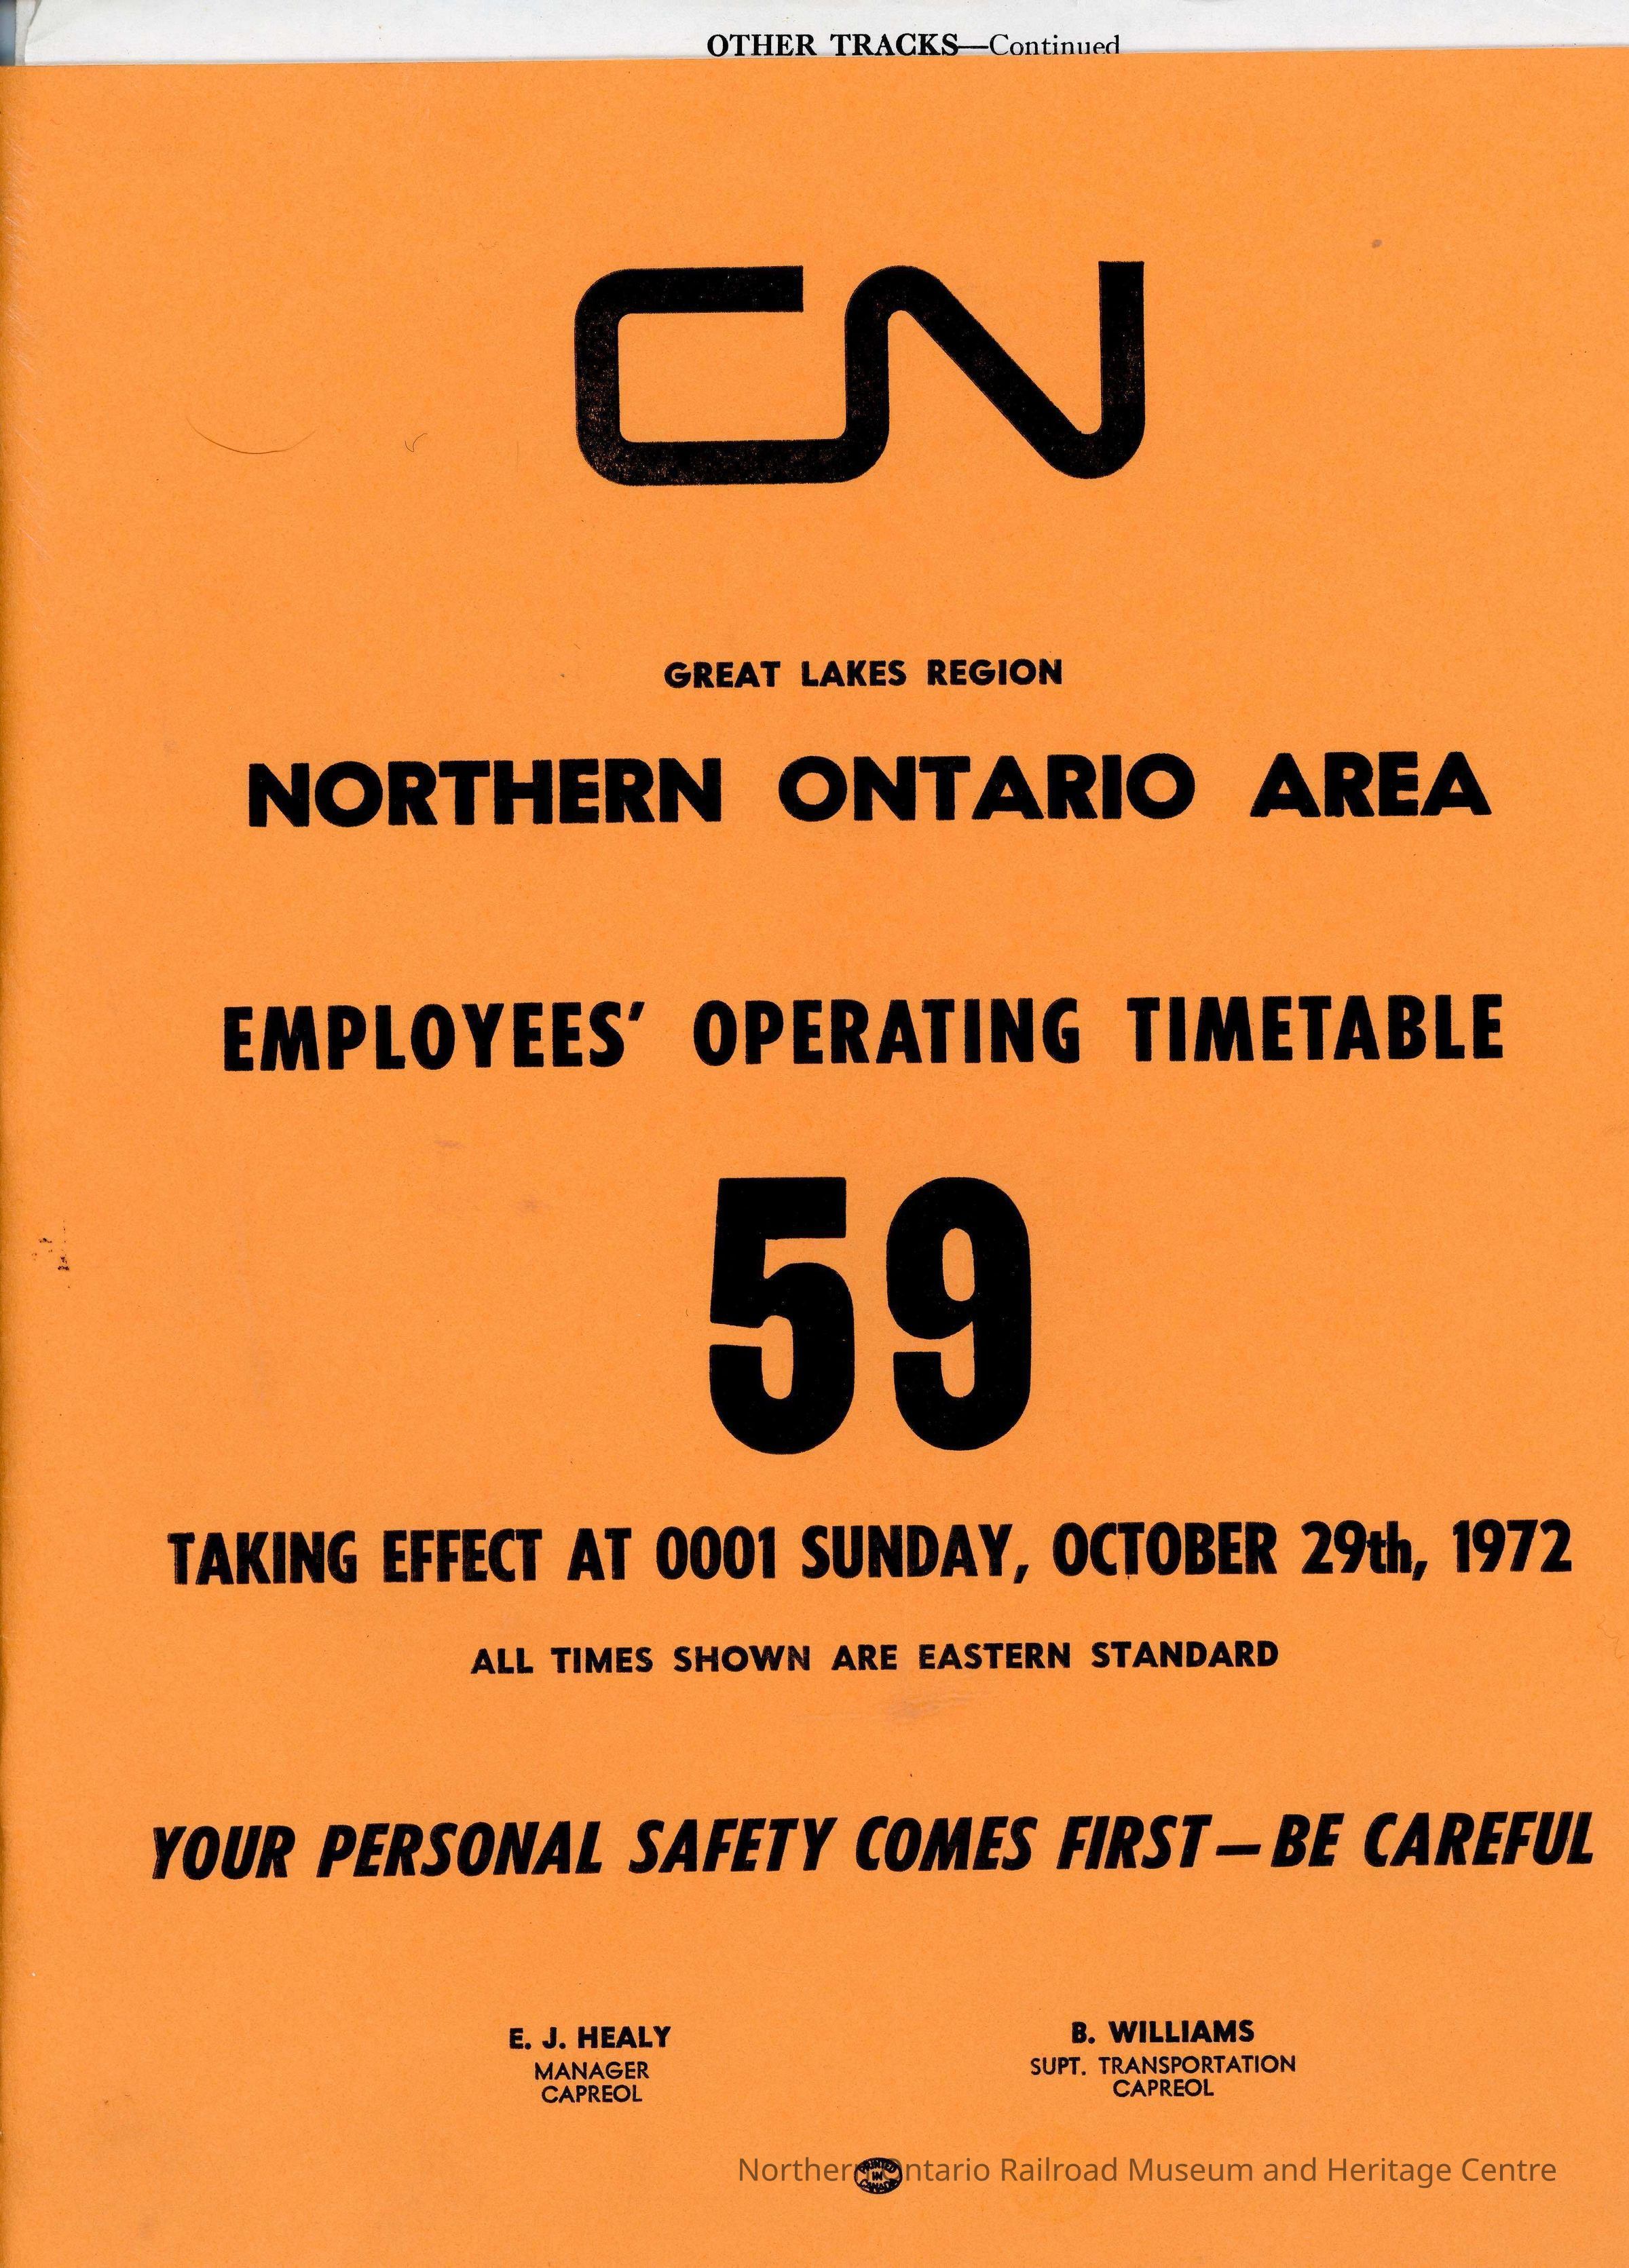 OTHER TRACKS—Continued
CN
GREAT LAKES REGION
NORTHERN ONTARIO AREA
EMPLOYEES' OPERATING TIMETABLE
59
TAKING EFFECT AT 0001 SUNDAY, OCTOBER 29th, 1972
ALL TIMES SHOWN ARE EASTERN STANDARD
YOUR PERSONAL SAFETY COMES FIRST—BE CAREFUL
E. J. HEALY
MANAGER
CAPREOL
B. WILLIAMS
SUPT. TRANSPORTATION
CAPREOL
PRINTED
IN
CANADA
Northern Ontario Railroad Museum and Heritage Centre